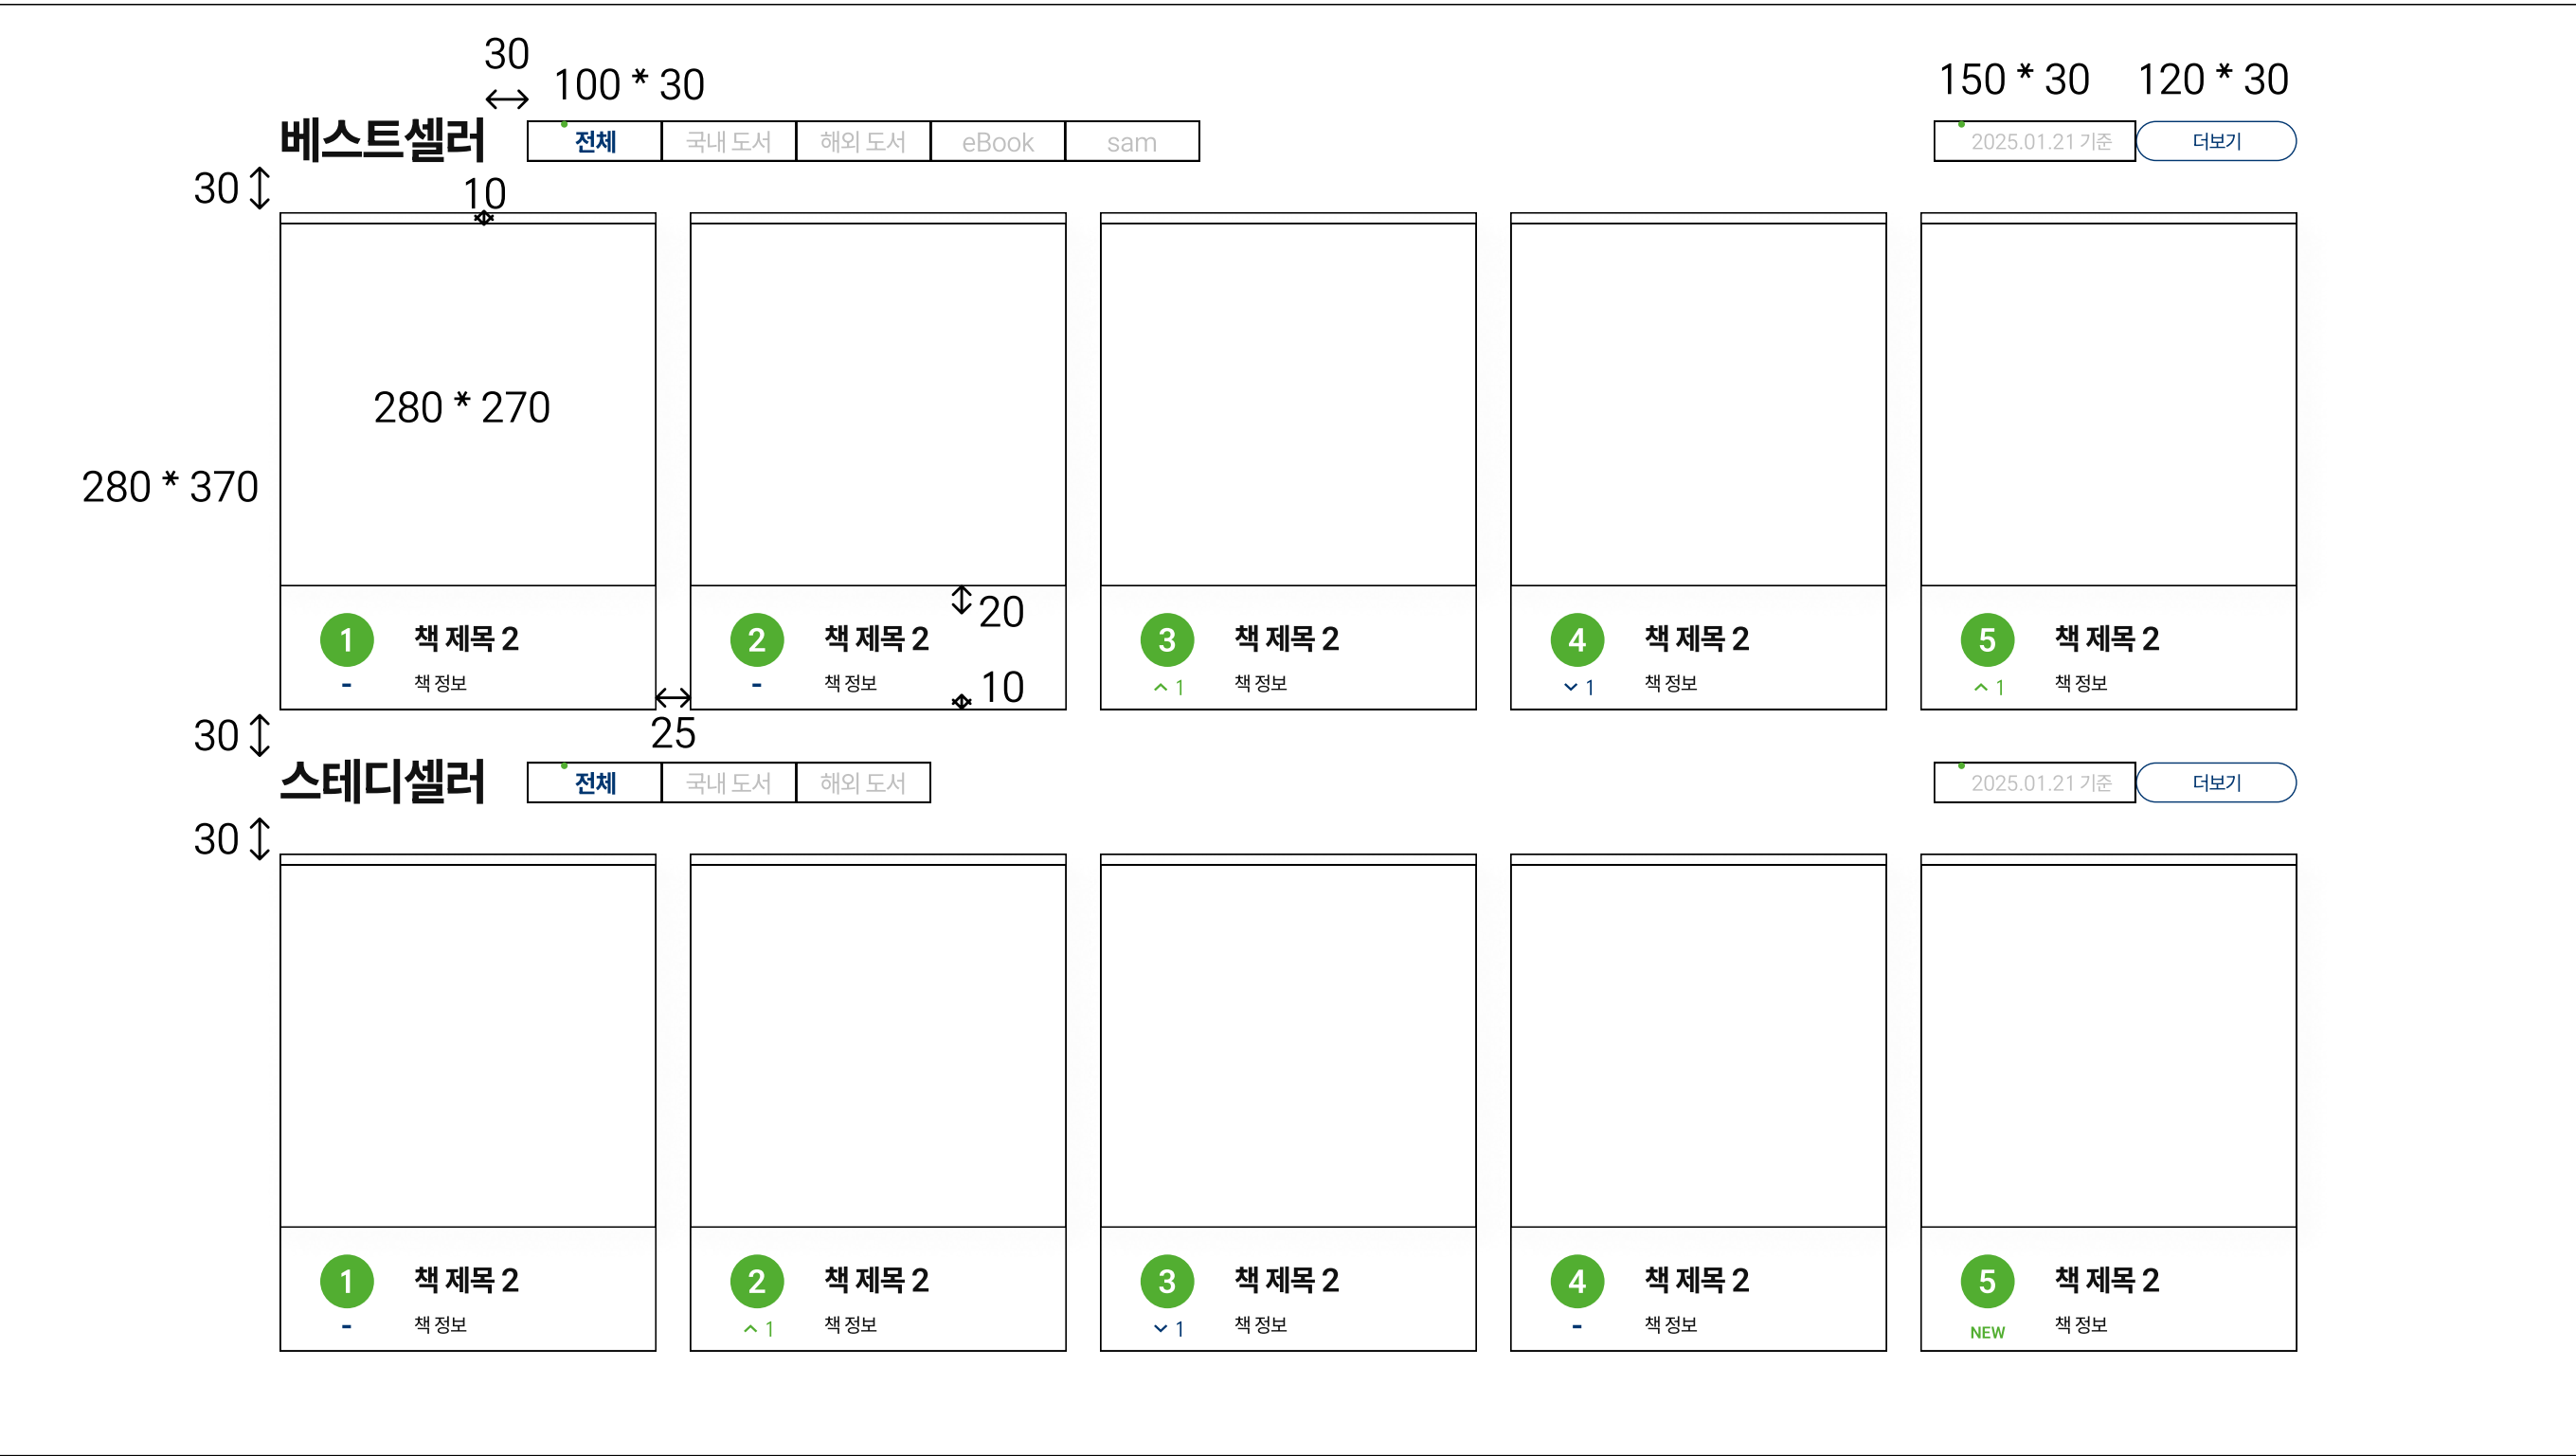 30
100 * 30
150 * 30
120 * 30
베스트셀러
전체
국내 도서
해외 도서
eBook
sam
2025.01.21 기준
더보기
30
10
280 * 270
280 * 370
20
1
책 제목 2
2
책 제목 2
3
책 제목 2
4
책 제목 2
5
책 제목 2
-
책 정보
-
책 정보
10
1
책 정보
1
책 정보
1
책 정보
30
25
스테디셀러
전체
국내 도서
해외 도서
2025.01.21 기준
더보기
30
1
책 제목 2
2
책 제목 2
3
책 제목 2
4
책 제목 2
5
책 제목 2
-
책 정보
1
책 정보
1
책 정보
-
책 정보
NEW
책 정보